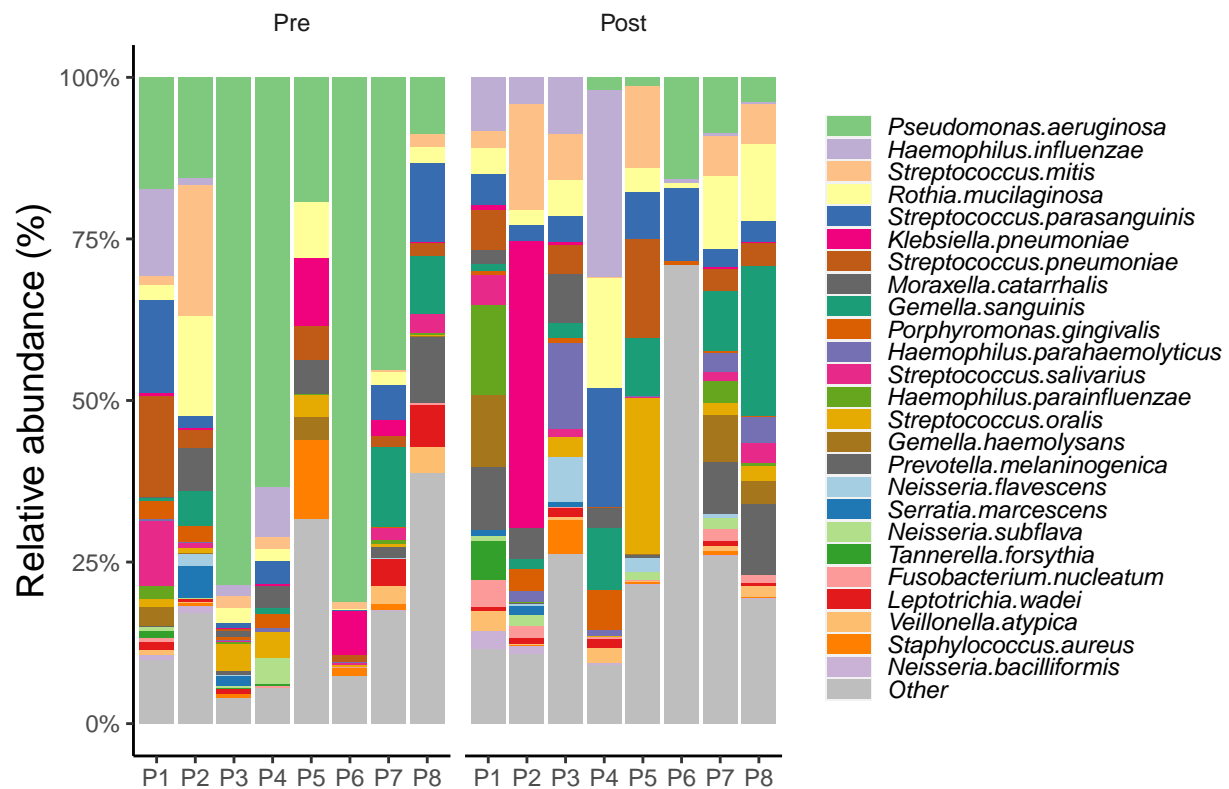 Pre
Post
Relative abundance (%)
100%
75%
50%
25%
0%
P1 P2 P3 P4 P5 P6 P7 P8
P1 P2 P3 P4 P5 P6 P7 P8
Pseudomonas.aeruginosa
Haemophilus.influenzae
Streptococcus.mitis
Rothia.mucilaginosa
Streptococcus.parasanguinis
Klebsiella.pneumoniae
Streptococcus.pneumoniae
Moraxella.catarrhalis
Gemella.sanguinis
Porphyromonas.gingivalis
Haemophilus.parahaemolyticus
Streptococcus.salivarius
Haemophilus.parainfluenzae
Streptococcus.oralis
Gemella.haemolysans
Prevotella.melaninogenica
Neisseria.flavescens
Serratia.marcescens
Neisseria.subflava
Tannerella.forsythia
Fusobacterium.nucleatum
Leptotrichia.wadei
Veillonella.atypica
Staphylococcus.aureus
Neisseria.bacilliformis
Other